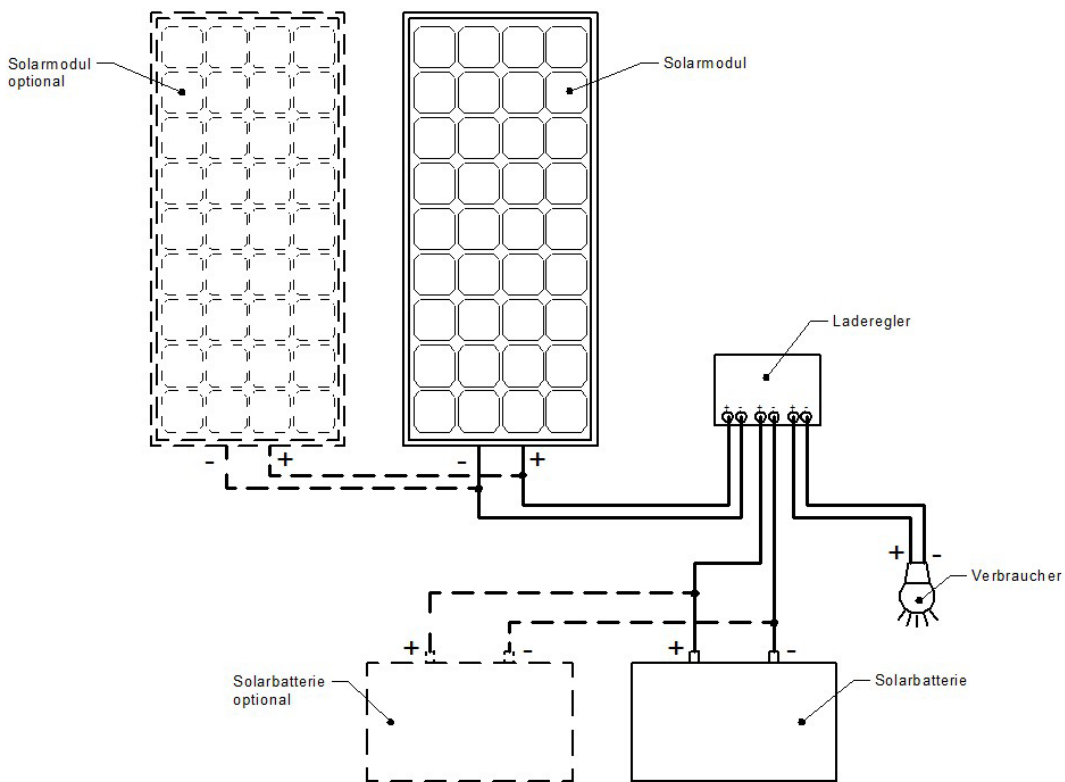 Solarmodul
optional
Solarmodul
Laderegler
+ - + - + -
- +
- +
+ -
Verbraucher
+ -
+ -
Solarbatterie
optional
Solarbatterie